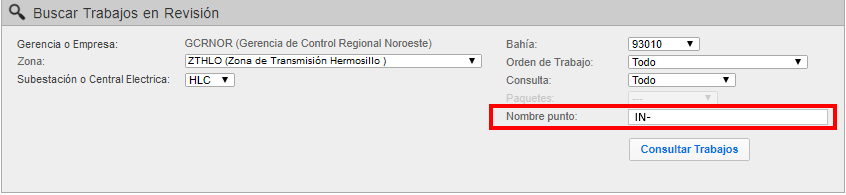 Buscar Trabajos en Revisión
Gerencia o Empresa: GCRNOR (Gerencia de Control Regional Noroeste)
Zona: ZTHLO (Zona de Transmisión Hermosillo )
Subestación o Central Electrica: HLC
Bahía: 93010
Orden de Trabajo: Todo
Consulta: Todo
Paquetes: ---
Nombre punto: IN-
Consultar Trabajos